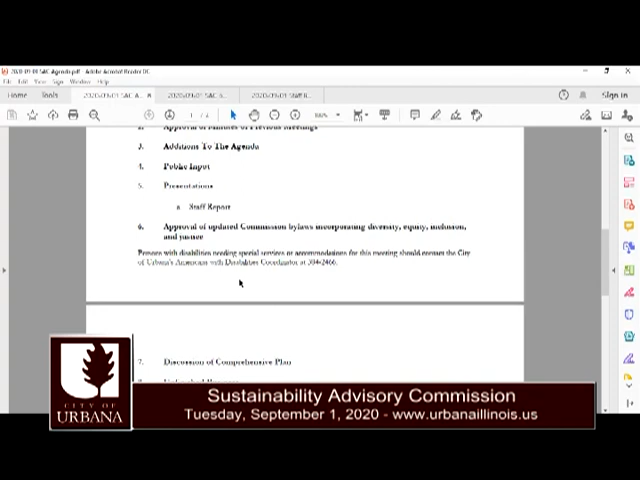 Home Tools
Sign in
Approval of Minutes of Previous Meetings
3. Additions To The Agenda
4. Public Input
5. Presentations
a Staff Report
6. Approval of updated Commission bylaws incorporating diversity, equity, inclusion,
and justice
Persons with disabilities needing special services or accommodations for this meeting should contact the City
of Urbana's Americans with Disabilities Coordinator at 384-2466.
7. Discussion of Comprehensive Plan
CITY OF
URBANA
Sustainability Advisory Commission
Tuesday, September 1, 2020 - www.urbanaillinois.us